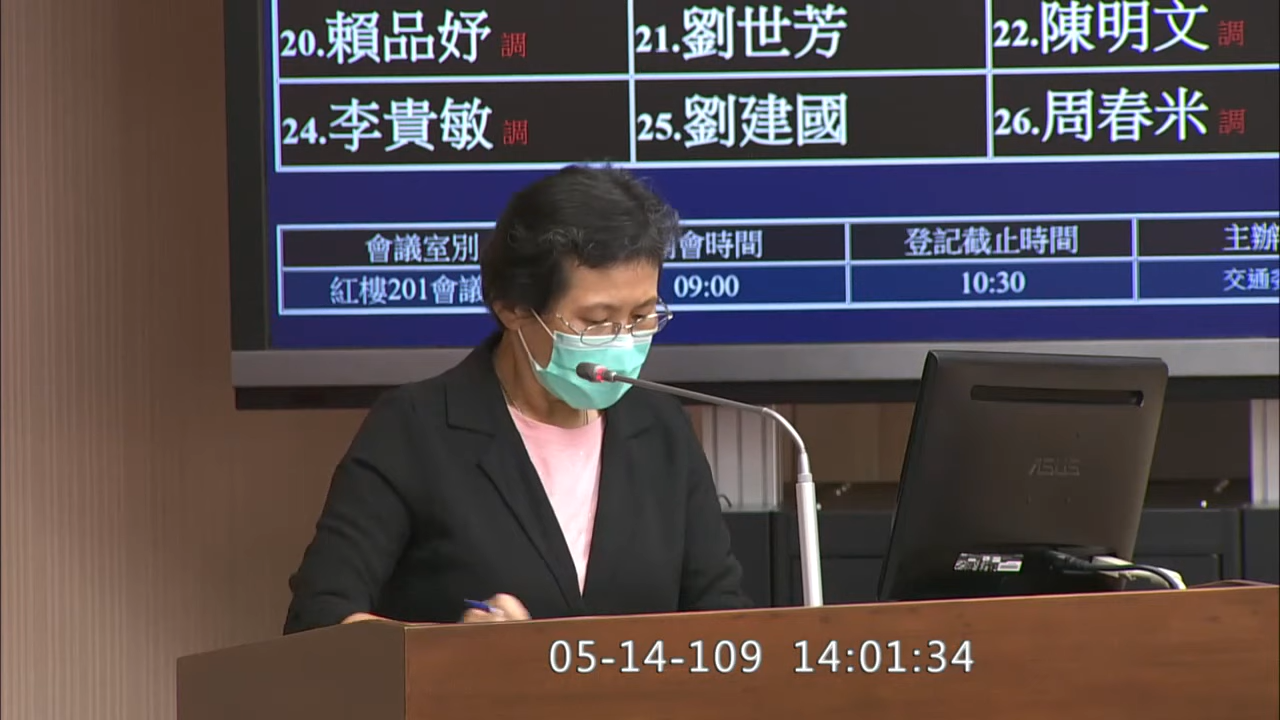 20.賴品妤 調 21.劉世芳 22.陳明文 調
24.李貴敏 調 25.劉建國 26.周春米 調
會議室別 會時間 登記截止時間 主辦
紅樓201會議 09:00 10:30 交通
ASUS
05-14-109 14:01:34